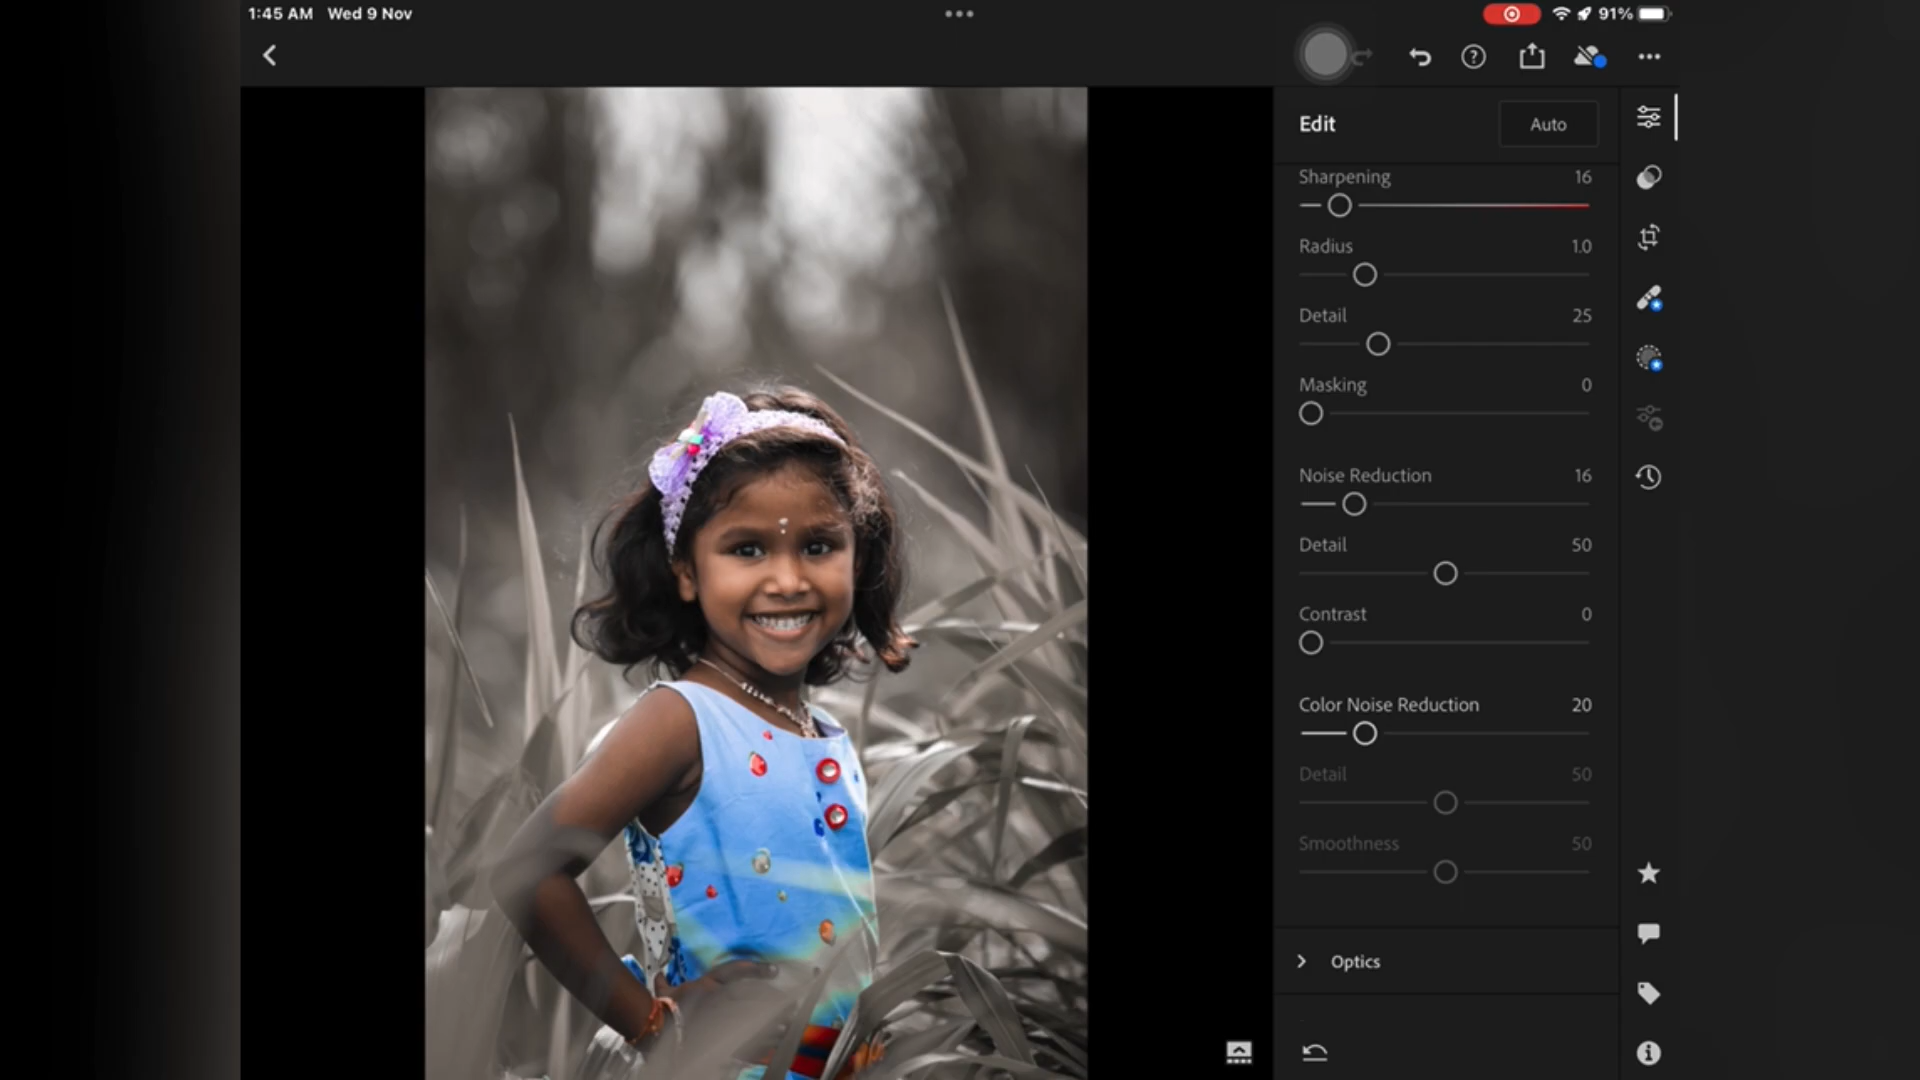 1:45 AM Wed 9 Nov
91%
Edit
Auto
Sharpening 16
Radius 1.0
Detail 25
Masking 0
Noise Reduction 16
Detail 50
Contrast 0
Color Noise Reduction 20
Detail 50
Smoothness 50
Optics